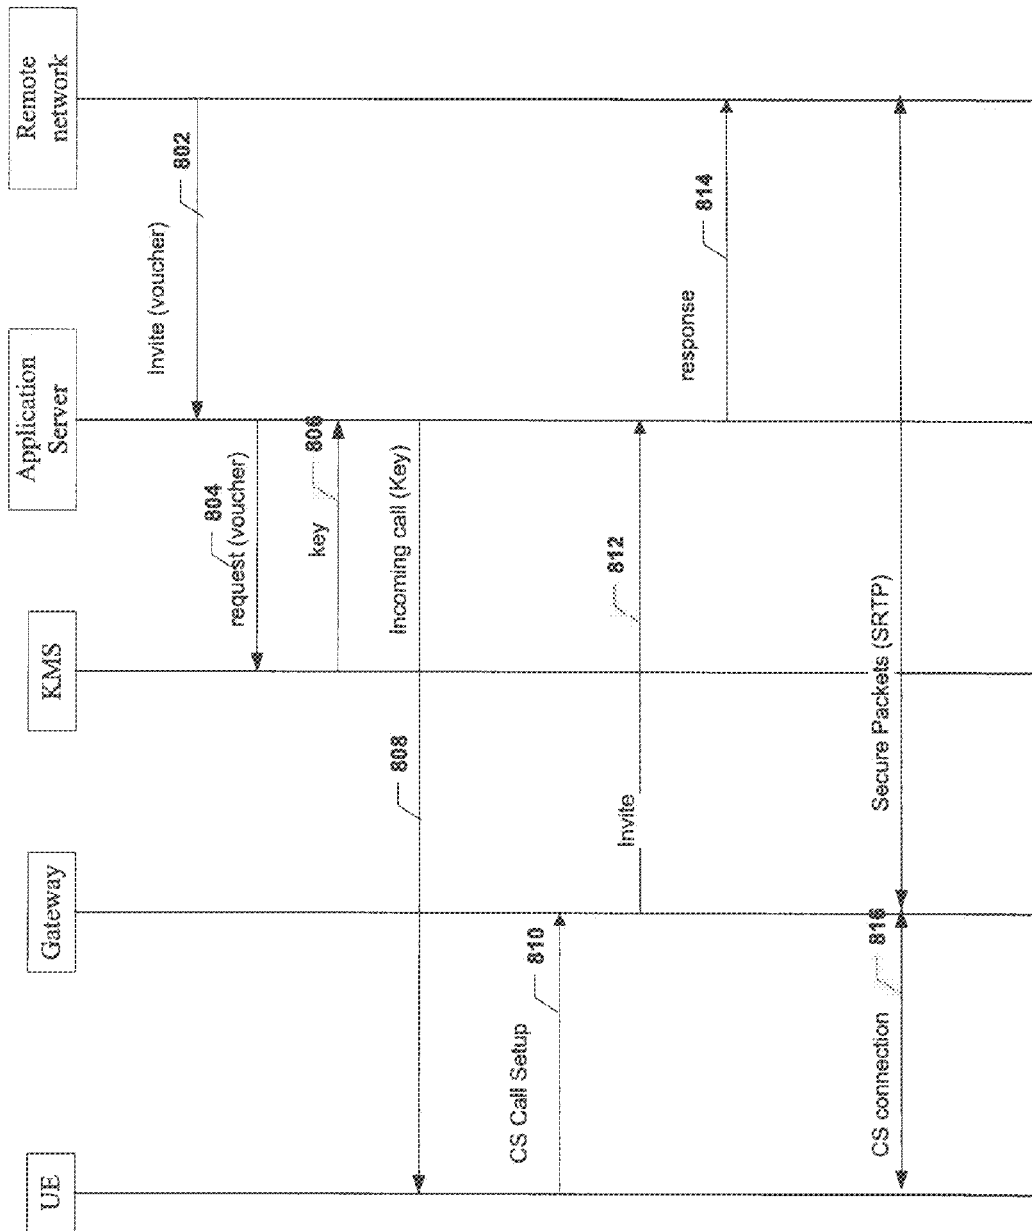 Remote
network
Application
Server
KMS
Gateway
UE
Invite (voucher)
802
804
request (voucher)
806
key
Incoming call (Key)
808
CS Call Setup
810
Invite
812
response
814
Secure Packets (SRTP)
CS connection
816